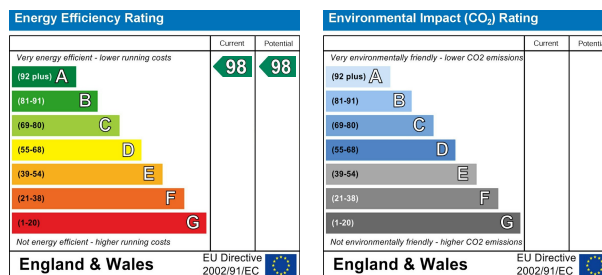 Energy Efficiency Rating
Current Potential
Very energy efficient - lower running costs
(92 plus) A 98 98
(81-91) B
(69-80) C
(55-68) D
(39-54) E
(21-38) F
(1-20) G
Not energy efficient - higher running costs
England & Wales
EU Directive
2002/91/EC
Environmental Impact (CO₂) Rating
Current Potential
Very environmentally friendly - lower CO2 emissions
(92 plus) A
(81-91) B
(69-80) C
(55-68) D
(39-54) E
(21-38) F
(1-20) G
Not environmentally friendly - higher CO2 emissions
England & Wales
EU Directive
2002/91/EC